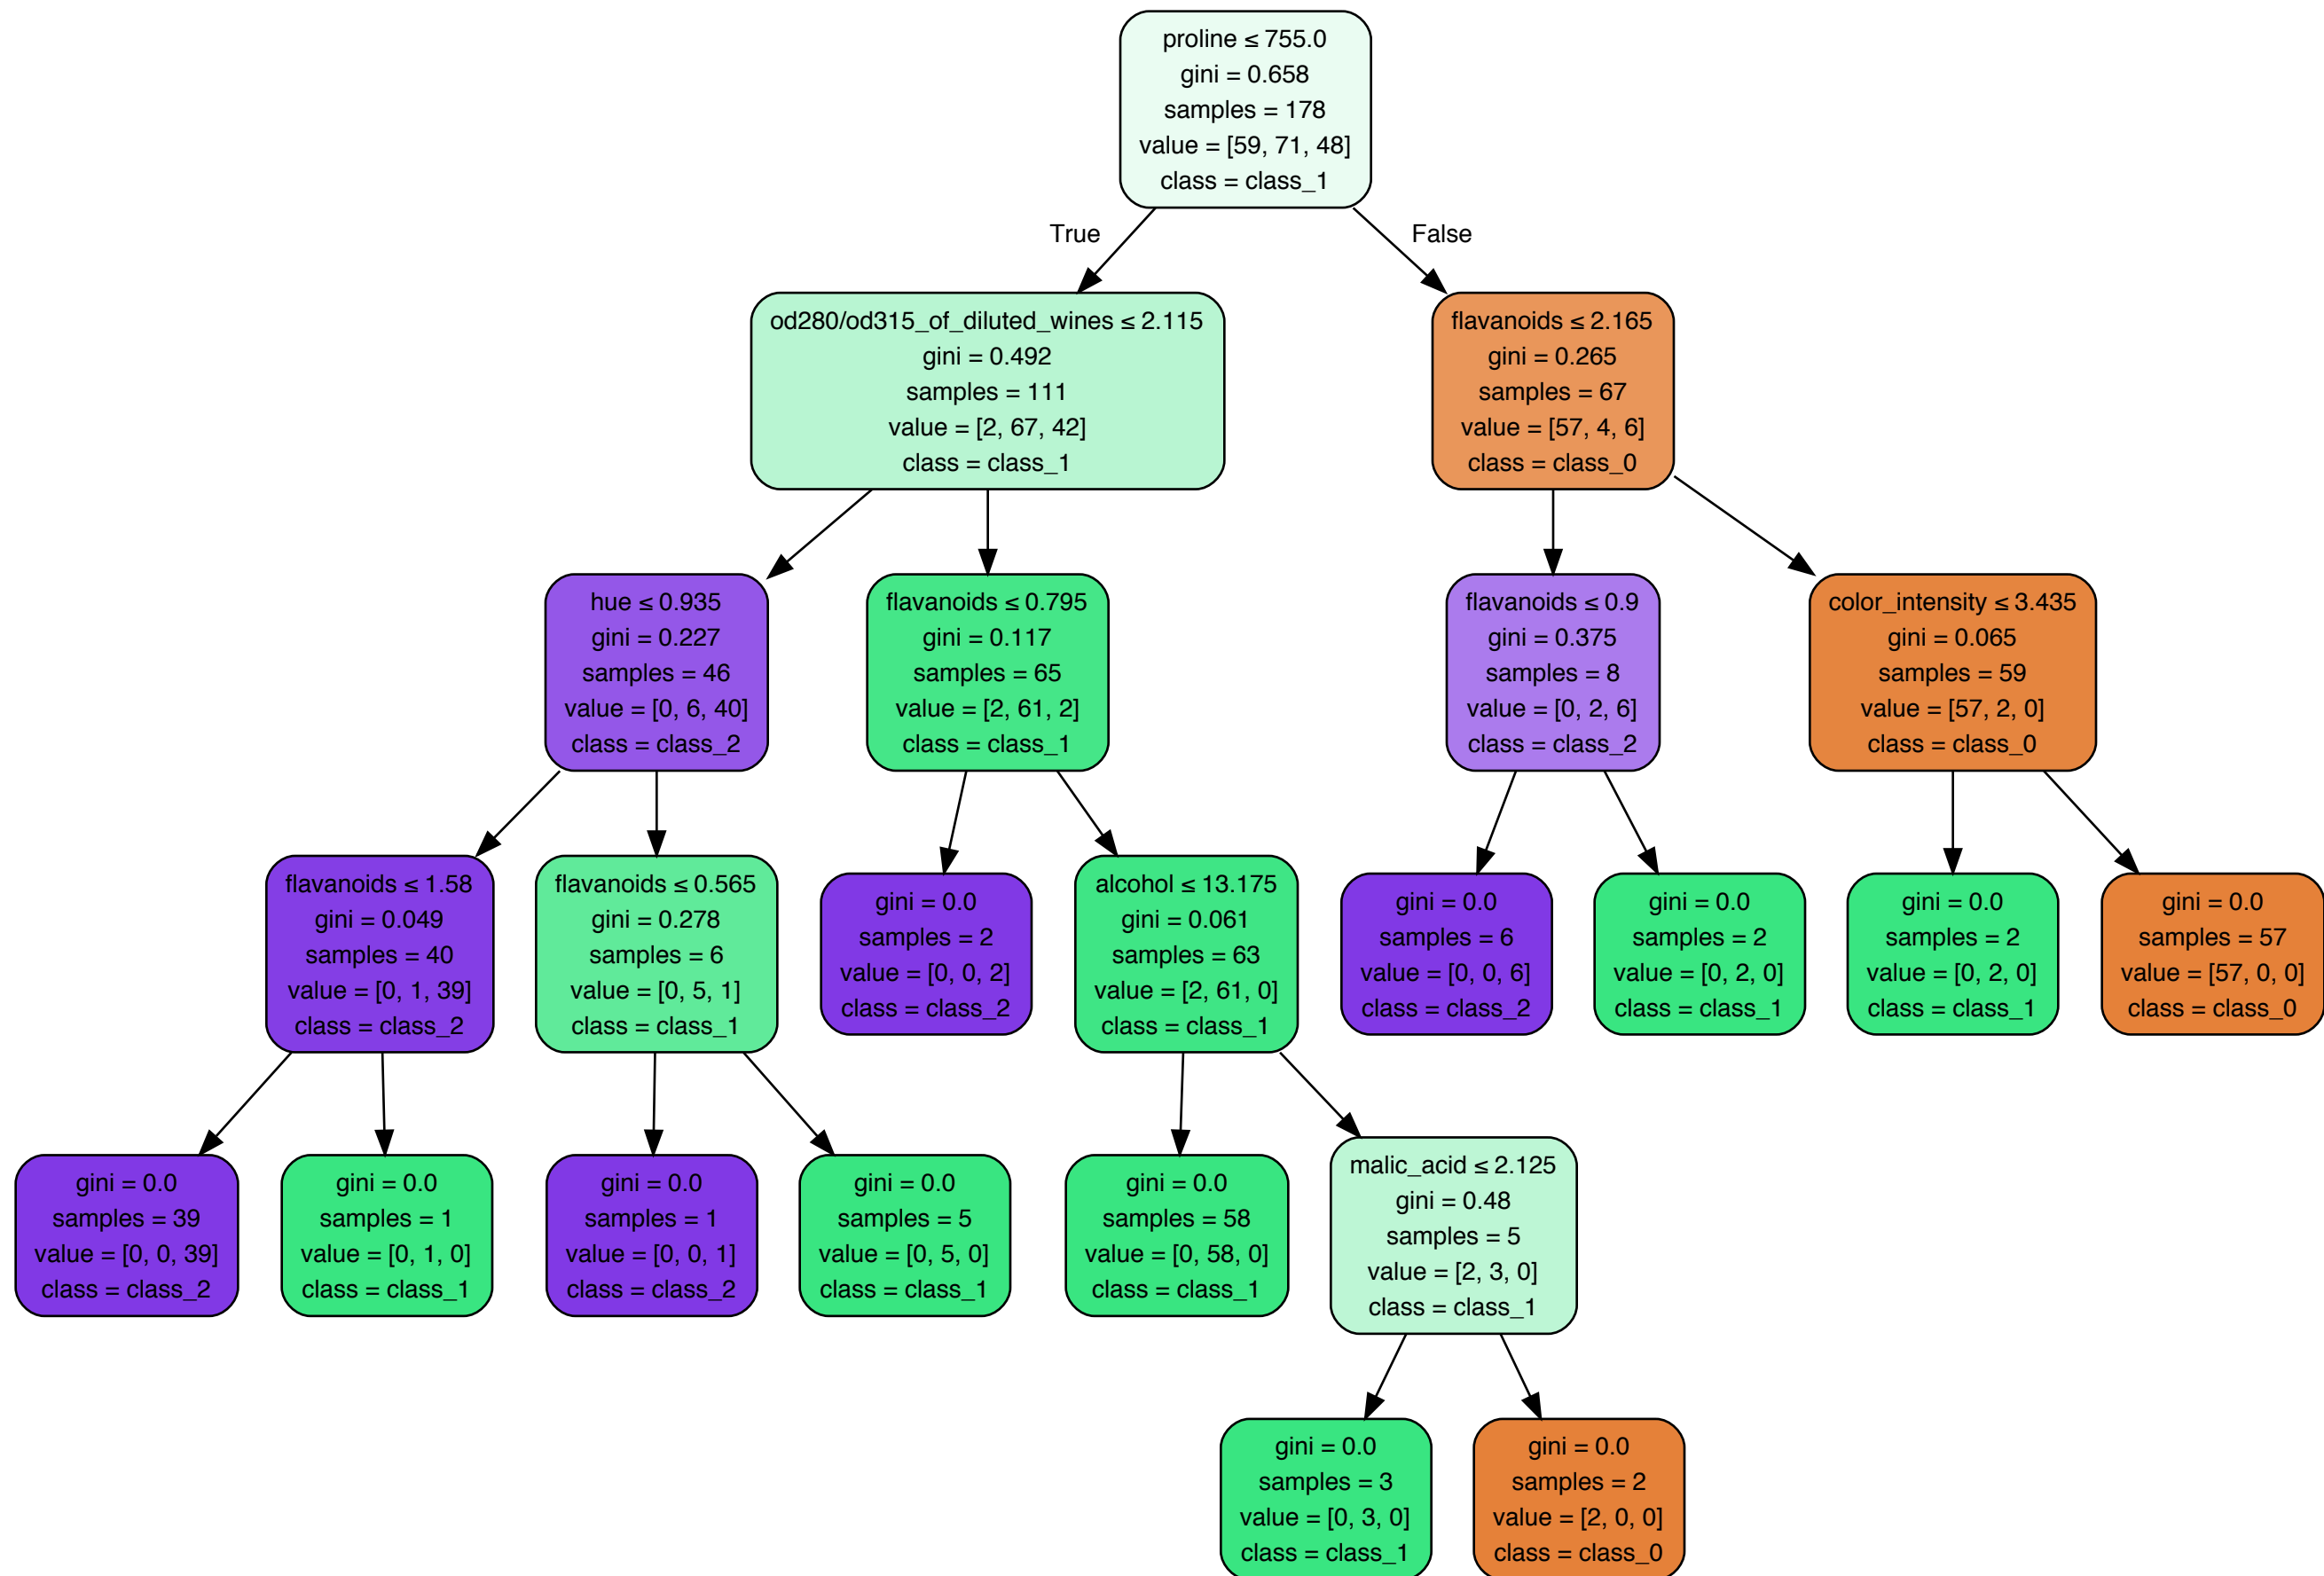 proline ≤ 755.0
gini = 0.658
samples = 178
value = [59, 71, 48]
class = class_1
True
False
od280/od315_of_diluted_wines ≤ 2.115
gini = 0.492
samples = 111
value = [2, 67, 42]
class = class_1
flavanoids ≤ 2.165
gini = 0.265
samples = 67
value = [57, 4, 6]
class = class_0
hue ≤ 0.935
gini = 0.227
samples = 46
value = [0, 6, 40]
class = class_2
flavanoids ≤ 0.795
gini = 0.117
samples = 65
value = [2, 61, 2]
class = class_1
flavanoids ≤ 0.9
gini = 0.375
samples = 8
value = [0, 2, 6]
class = class_2
color_intensity ≤ 3.435
gini = 0.065
samples = 59
value = [57, 2, 0]
class = class_0
flavanoids ≤ 1.58
gini = 0.049
samples = 40
value = [0, 1, 39]
class = class_2
flavanoids ≤ 0.565
gini = 0.278
samples = 6
value = [0, 5, 1]
class = class_1
gini = 0.0
samples = 2
value = [0, 0, 2]
class = class_2
alcohol ≤ 13.175
gini = 0.061
samples = 63
value = [2, 61, 0]
class = class_1
gini = 0.0
samples = 6
value = [0, 0, 6]
class = class_2
gini = 0.0
samples = 2
value = [0, 2, 0]
class = class_1
gini = 0.0
samples = 2
value = [0, 2, 0]
class = class_1
gini = 0.0
samples = 57
value = [57, 0, 0]
class = class_0
gini = 0.0
samples = 39
value = [0, 0, 39]
class = class_2
gini = 0.0
samples = 1
value = [0, 1, 0]
class = class_1
gini = 0.0
samples = 1
value = [0, 0, 1]
class = class_2
gini = 0.0
samples = 5
value = [0, 5, 0]
class = class_1
gini = 0.0
samples = 58
value = [0, 58, 0]
class = class_1
malic_acid ≤ 2.125
gini = 0.48
samples = 5
value = [2, 3, 0]
class = class_1
gini = 0.0
samples = 3
value = [0, 3, 0]
class = class_1
gini = 0.0
samples = 2
value = [2, 0, 0]
class = class_0